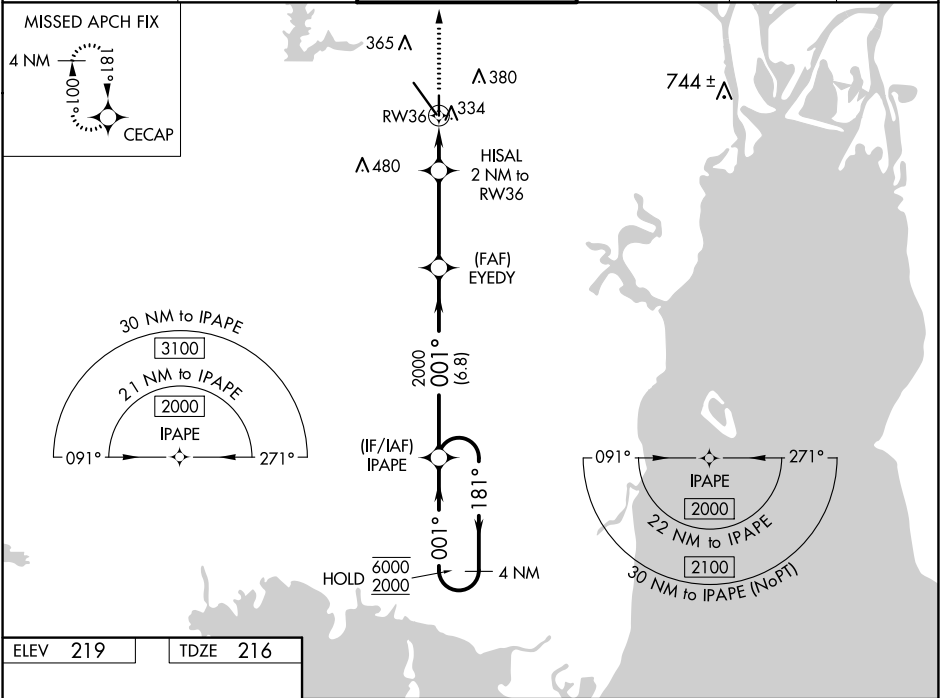 MISSED APCH FIX
4 NM
181°
001°
CECAP
365
380
744 ±
RW36
334
480
HISAL
2 NM to
RW36
(FAF)
EYEDY
30 NM to IPAPE
3100
21 NM to IPAPE
2000
IPAPE
091°
271°
2000
001°
(6.8)
(IF/IAF)
IPAPE
181°
001°
HOLD
6000
2000
4 NM
091°
271°
IPAPE
2000
22 NM to IPAPE
2100
30 NM to IPAPE (NoPT)
ELEV 219
TDZE 216